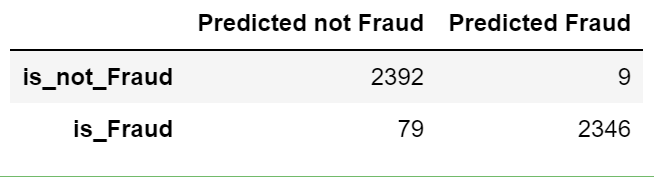 Predicted not Fraud Predicted Fraud
is_not_Fraud 2392 9
is_Fraud 79 2346